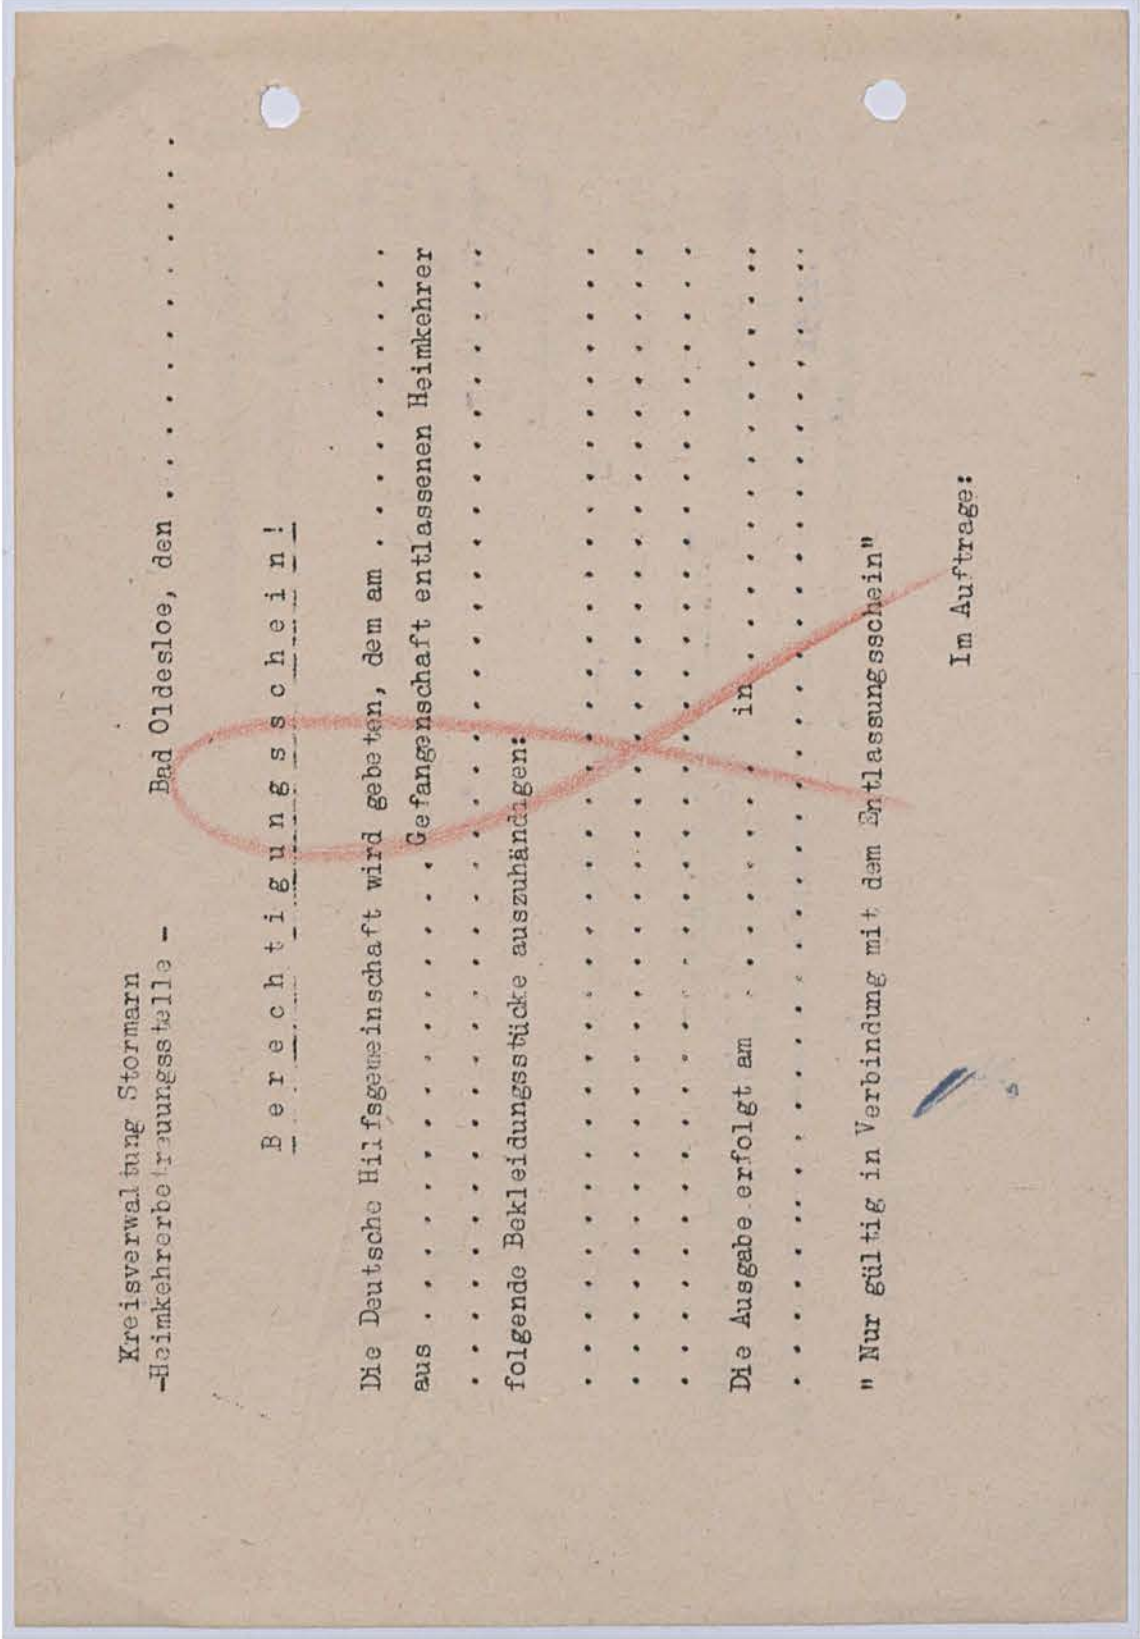 Kreisverwaltung Stormarn
-Heimkehrerbetreuungsstelle -
Bad Oldesloe, den . . . . . . . . . . . .
B e r e c h t i g u n g s s c h e i n !
Die Deutsche Hilfsgemeinschaft wird gebeten, dem am . . . . . . . . . .
aus . . . . . . . . . . . . . . . Gefangenschaft entlassenen Heimkehrer
. . . . . . . . . . . . . . . . . . . . . . . . . . . . . . . . . . .
folgende Bekleidungsstücke auszuhändigen:
. . . . . . . . . . . . . . . . . . . . . . . . . . . . . . . . . . .
. . . . . . . . . . . . . . . . . . . . . . . . . . . . . . . . . . .
. . . . . . . . . . . . . . . . . . . . . . . . . . . . . . . . . . .
Die Ausgabe erfolgt am . . . . . . . . in . . . . . . . . . . . . . .
. . . . . . . . . . . . . . . . . . . . . . . . . . . . . . . . . . .
" Nur gültig in Verbindung mit dem Entlassungsschein"
Im Auftrage: